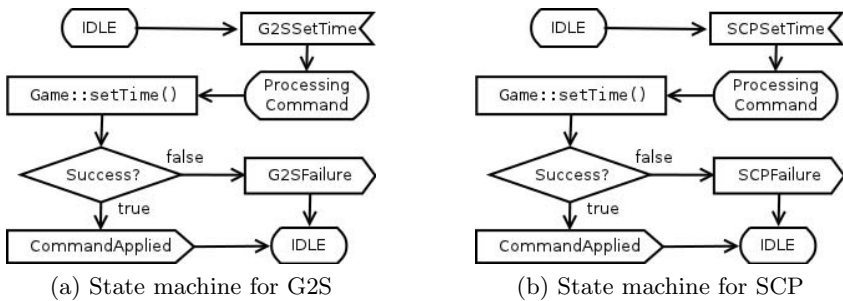 IDLE
G2SSetTime
Game::setTime()
Processing
Command
Success?
false
G2SFailure
true
CommandApplied
IDLE
(a) State machine for G2S
IDLE
SCPSetTime
Game::setTime()
Processing
Command
Success?
false
SCPFailure
true
CommandApplied
IDLE
(b) State machine for SCP